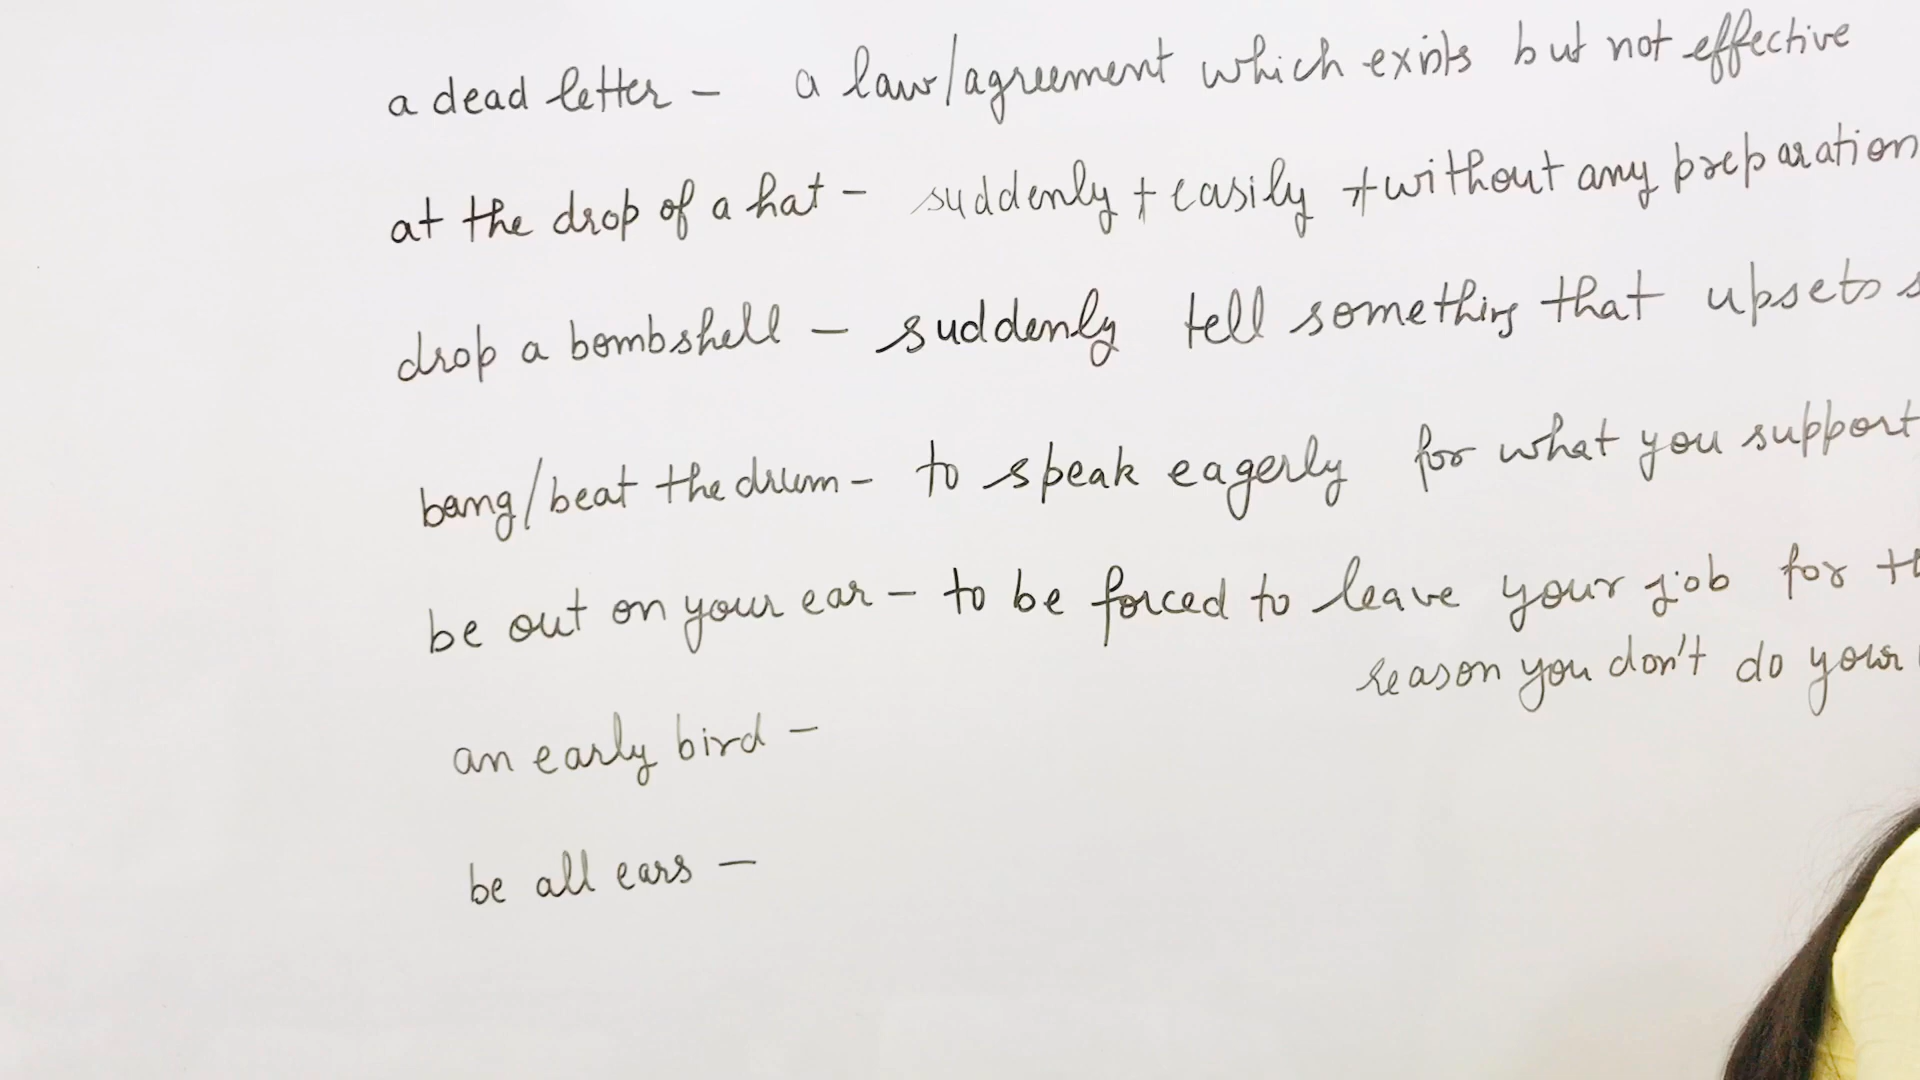 a dead letter - a law/agreement which exists but not effective
at the drop of a hat - suddenly + easily + without any preparation
drop a bombshell - suddenly tell something that upsets
bang/beat the drum - to speak eagerly for what you support
be out on your ear - to be forced to leave your job for
reason you don't do your
an early bird -
be all ears -